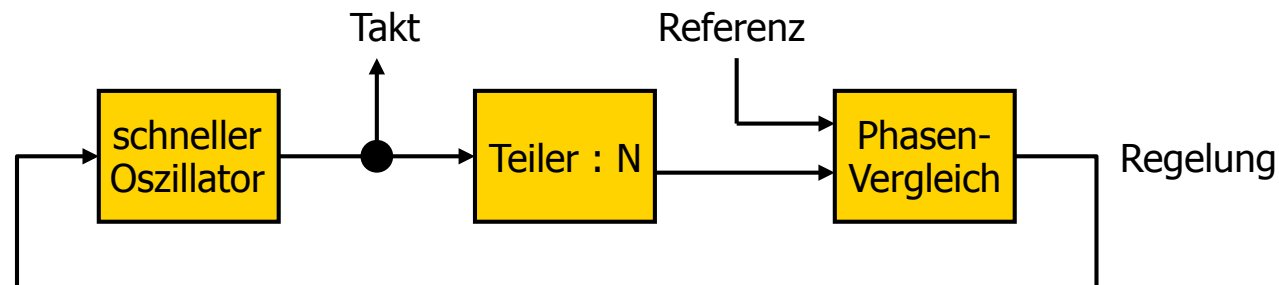 Takt
Referenz
schneller
Oszillator
Teiler : N
Phasen-
Vergleich
Regelung